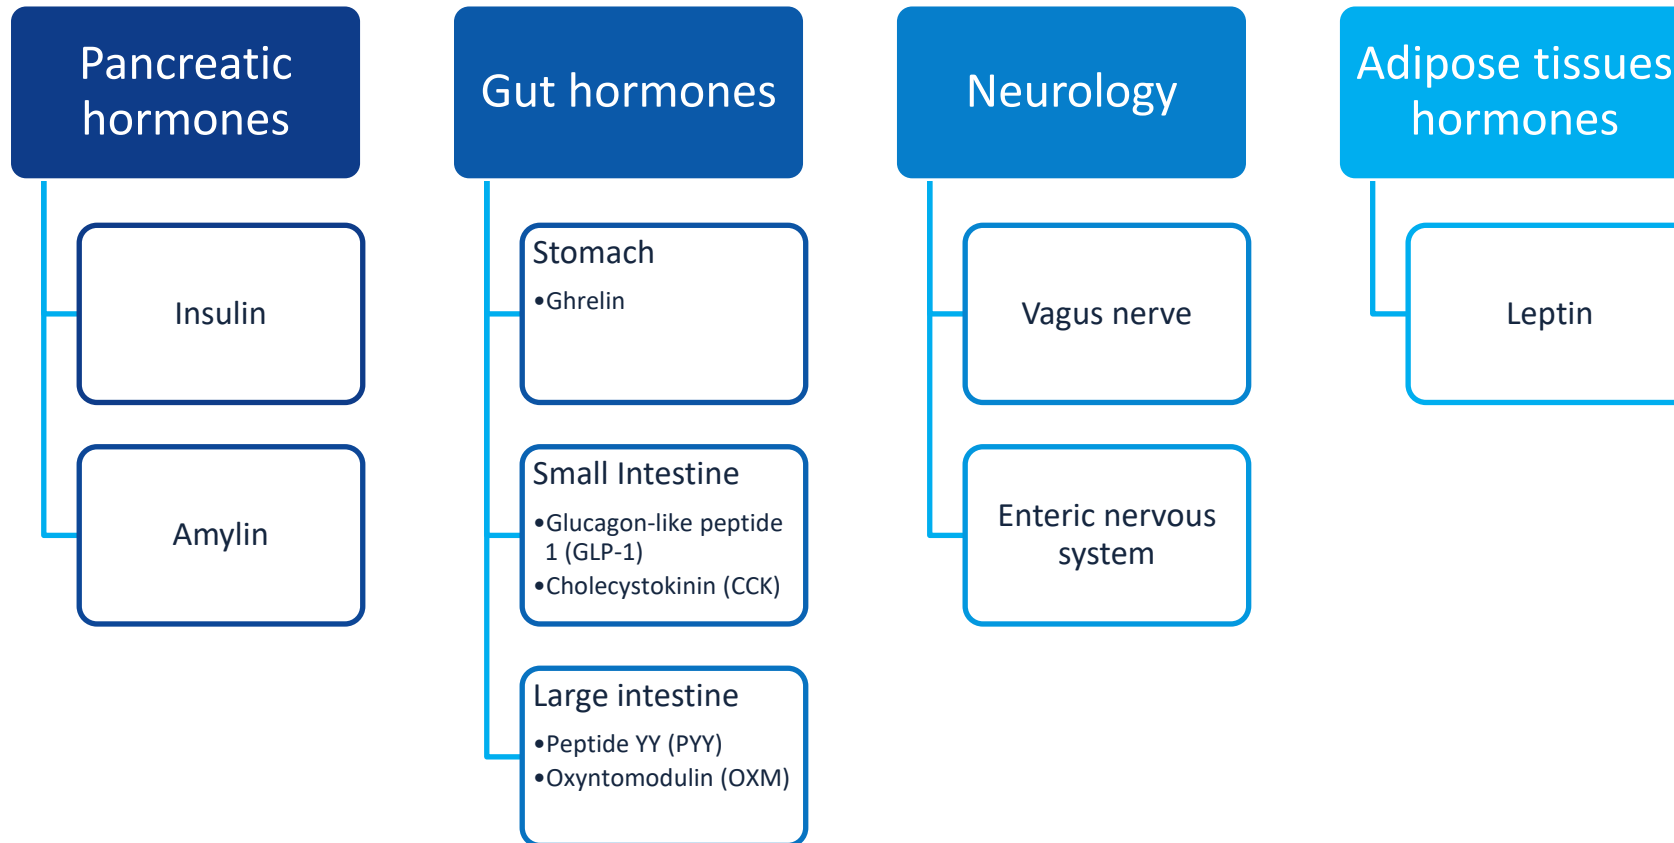 Pancreatic
hormones
Insulin
Amylin
Gut hormones
Stomach
•Ghrelin
Small Intestine
•Glucagon-like peptide
1 (GLP-1)
•Cholecystokinin (CCK)
Large intestine
•Peptide YY (PYY)
•Oxyntomodulin (OXM)
Neurology
Vagus nerve
Enteric nervous
system
Adipose tissues
hormones
Leptin